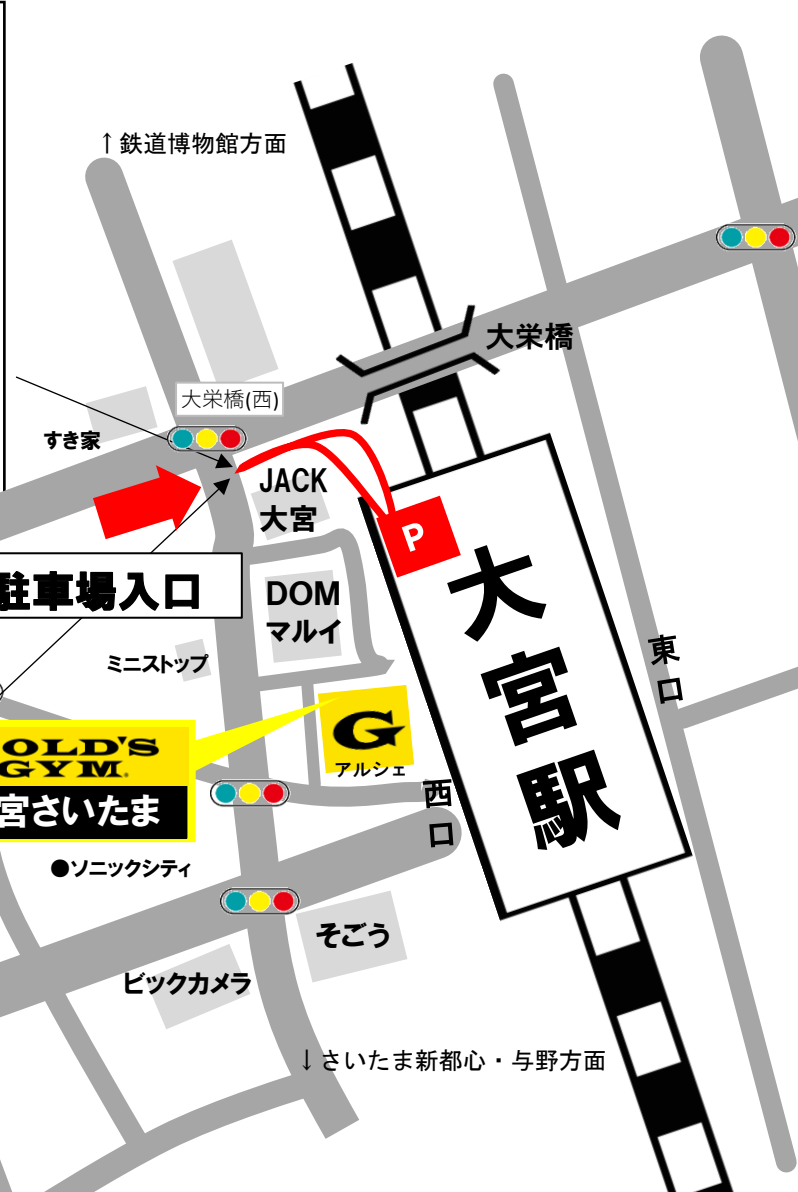 ↑鉄道博物館方面
大栄橋
大栄橋(西)
すき家
JACK
大宮
P
駐車場入口
DOM
マルイ
大宮駅
東口
ミニストップ
G
アルシェ
OLD'S
GYM.
宮さいたま
西口
●ソニックシティ
そごう
ビックカメラ
↓さいたま新都心・与野方面